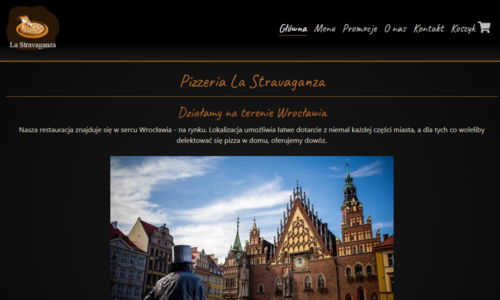 La Stravaganza
Główna Menu Promocje O nas Kontakt Koszyk
Pizzeria La Stravaganza
Działamy na terenie Wrocławia
Nasza restauracja znajduje się w sercu Wrocławia - na rynku. Lokalizacja umożliwia łatwe dotarcie z niemal każdej części miasta, a dla tych co woleliby
delektować się pizza w domu, oferujemy dowóz.